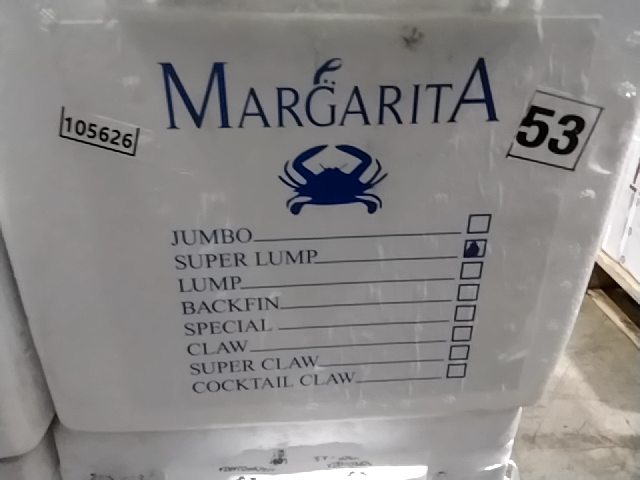 MARGARITA
105626
53
JUMBO
SUPER LUMP
LUMP
BACKFIN
SPECIAL
CLAW
SUPER CLAW
COCKTAIL CLAW